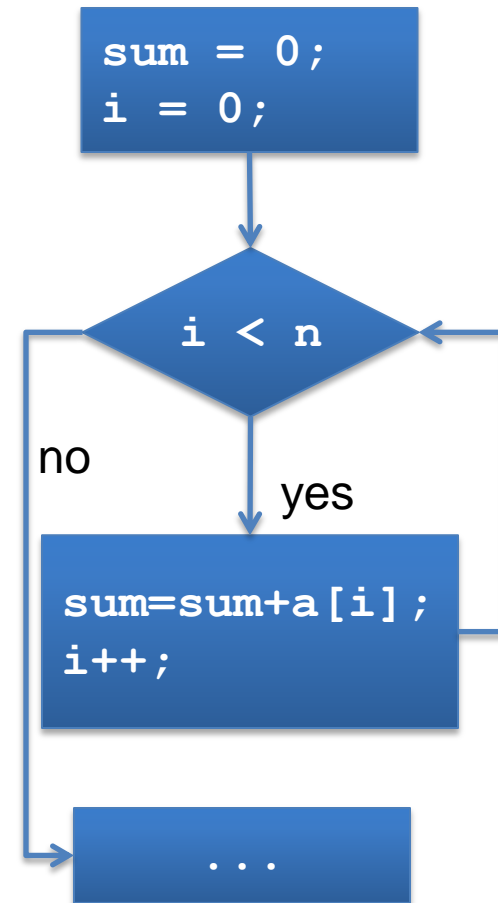 sum = 0;
i = 0;
i < n
no
yes
sum=sum+a[i];
i++;
...